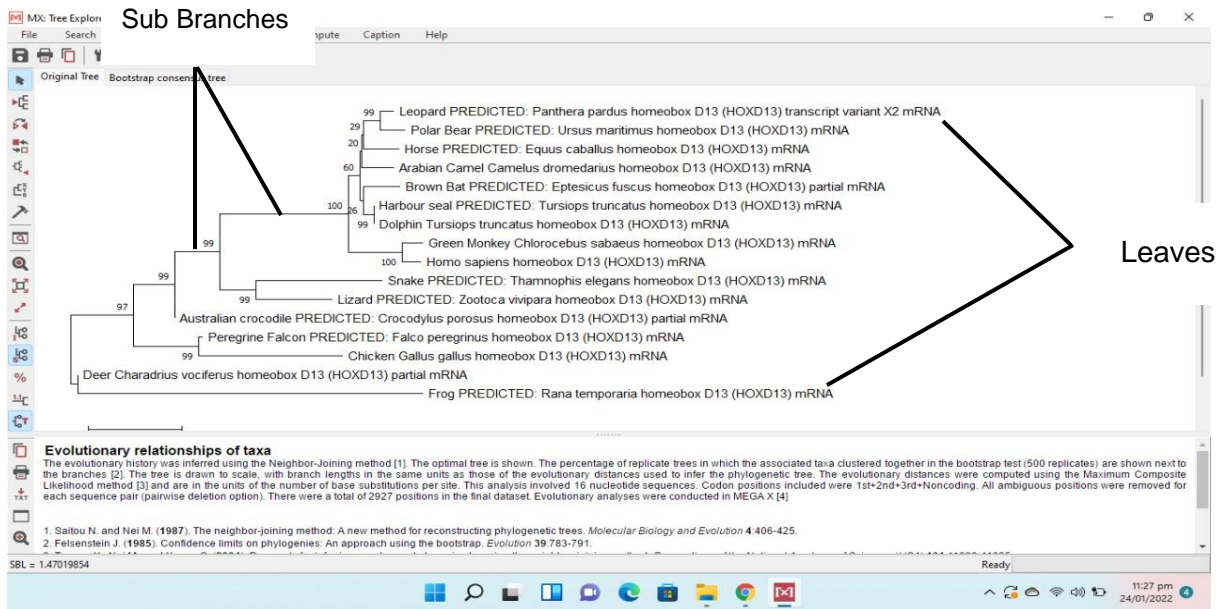 Sub Branches
MX: Tree Explore
File Search pute Caption Help
Original Tree Bootstrap consens tree
99 Leopard PREDICTED: Panthera pardus homeobox D13 (HOXD13) transcript variant X2 mRNA
29 Polar Bear PREDICTED: Ursus maritimus homeobox D13 (HOXD13) mRNA
20 Horse PREDICTED: Equus caballus homeobox D13 (HOXD13) mRNA
60 Arabian Camel Camelus dromedarius homeobox D13 (HOXD13) mRNA
Brown Bat PREDICTED: Eptesicus fuscus homeobox D13 (HOXD13) partial mRNA
100 26 Harbour seal PREDICTED: Tursiops truncatus homeobox D13 (HOXD13) mRNA
99 Dolphin Tursiops truncatus homeobox D13 (HOXD13) mRNA
99 Green Monkey Chlorocebus sabaeus homeobox D13 (HOXD13) mRNA
Leaves
100 Homo sapiens homeobox D13 (HOXD13) mRNA
99 Snake PREDICTED: Thamnophis elegans homeobox D13 (HOXD13) mRNA
99 Lizard PREDICTED: Zootoca vivipara homeobox D13 (HOXD13) mRNA
97 Australian crocodile PREDICTED: Crocodylus porosus homeobox D13 (HOXD13) partial mRNA
Peregrine Falcon PREDICTED: Falco peregrinus homeobox D13 (HOXD13) mRNA
99 Chicken Gallus gallus homeobox D13 (HOXD13) mRNA
Deer Charadrius vociferus homeobox D13 (HOXD13) partial mRNA
Frog PREDICTED: Rana temporaria homeobox D13 (HOXD13) mRNA
Evolutionary relationships of taxa
The evolutionary history was inferred using the Neighbor-Joining method [1]. The optimal tree is shown. The percentage of replicate trees in which the associated taxa clustered together in the bootstrap test (500 replicates) are shown next to
the branches [2]. The tree is drawn to scale, with branch lengths in the same units as those of the evolutionary distances used to infer the phylogenetic tree. The evolutionary distances were computed using the Maximum Composite
Likelihood method [3] and are in the units of the number of base substitutions per site. This analysis involved 16 nucleotide sequences. Codon positions included were 1st+2nd+3rd+Noncoding. All ambiguous positions were removed for
each sequence pair (pairwise deletion option). There were a total of 2927 positions in the final dataset. Evolutionary analyses were conducted in MEGA X [4]
1. Saitou N. and Nei M. (1987). The neighbor-joining method: A new method for reconstructing phylogenetic trees. Molecular Biology and Evolution 4:406-425.
2. Felsenstein J. (1985). Confidence limits on phylogenies: An approach using the bootstrap. Evolution 39:783-791.
SBL = 1.47019854 Ready
11:27 pm
24/01/2022 4